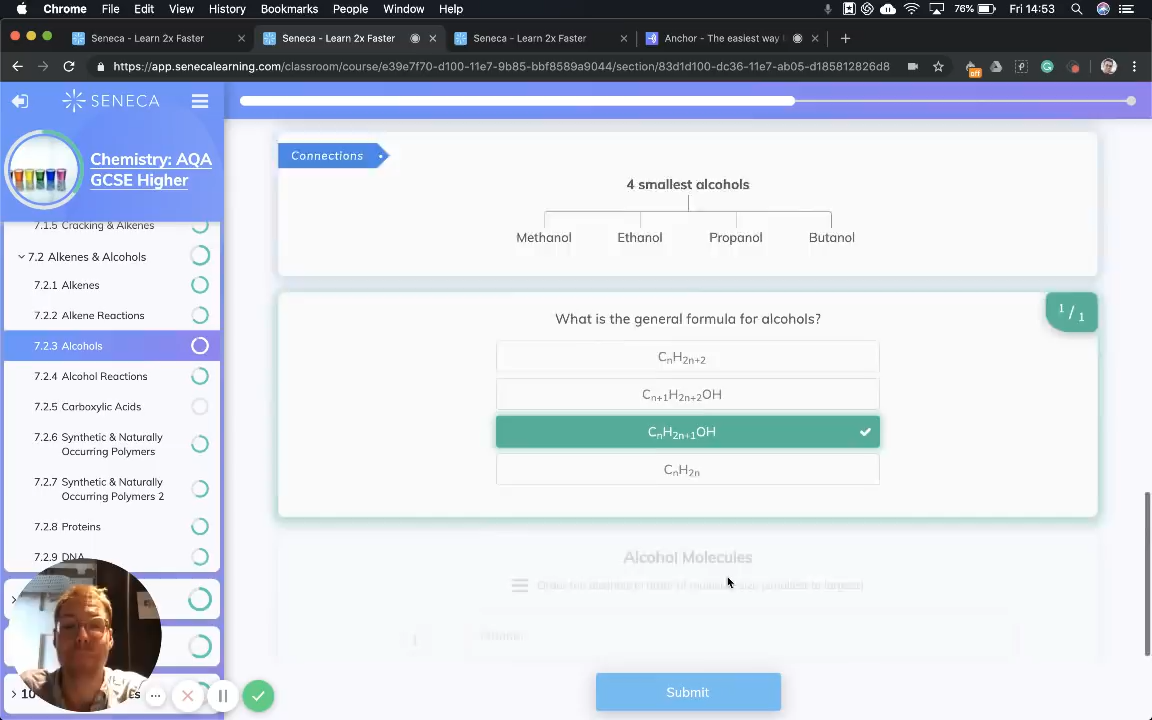 Chrome File Edit View History Bookmarks People Window Help 76% Fri 14:53
Seneca - Learn 2x Faster
Seneca - Learn 2x Faster
Seneca - Learn 2x Faster
Anchor - The easiest way
https://app.senecalearning.com/classroom/course/e39e7f70-d100-11e7-9b85-bbf8589a9044/section/83d1d100-dc36-11e7-ab05-d185812826d8
off
SENECA
Chemistry: AQA
GCSE Higher
7.1.5 Cracking & Alkenes
7.2 Alkenes & Alcohols
7.2.1 Alkenes
7.2.2 Alkene Reactions
7.2.3 Alcohols
7.2.4 Alcohol Reactions
7.2.5 Carboxylic Acids
7.2.6 Synthetic & Naturally
Occurring Polymers
7.2.7 Synthetic & Naturally
Occurring Polymers 2
7.2.8 Proteins
7.2.9 DNA
10
Connections
4 smallest alcohols
Methanol Ethanol Propanol Butanol
1/1
What is the general formula for alcohols?
CₙH₂ₙ₊₂
Cₙ₊₁H₂ₙ₊₂OH
CₙH₂ₙ₊₁OH
CₙH₂ₙ
Alcohol Molecules
1
Submit